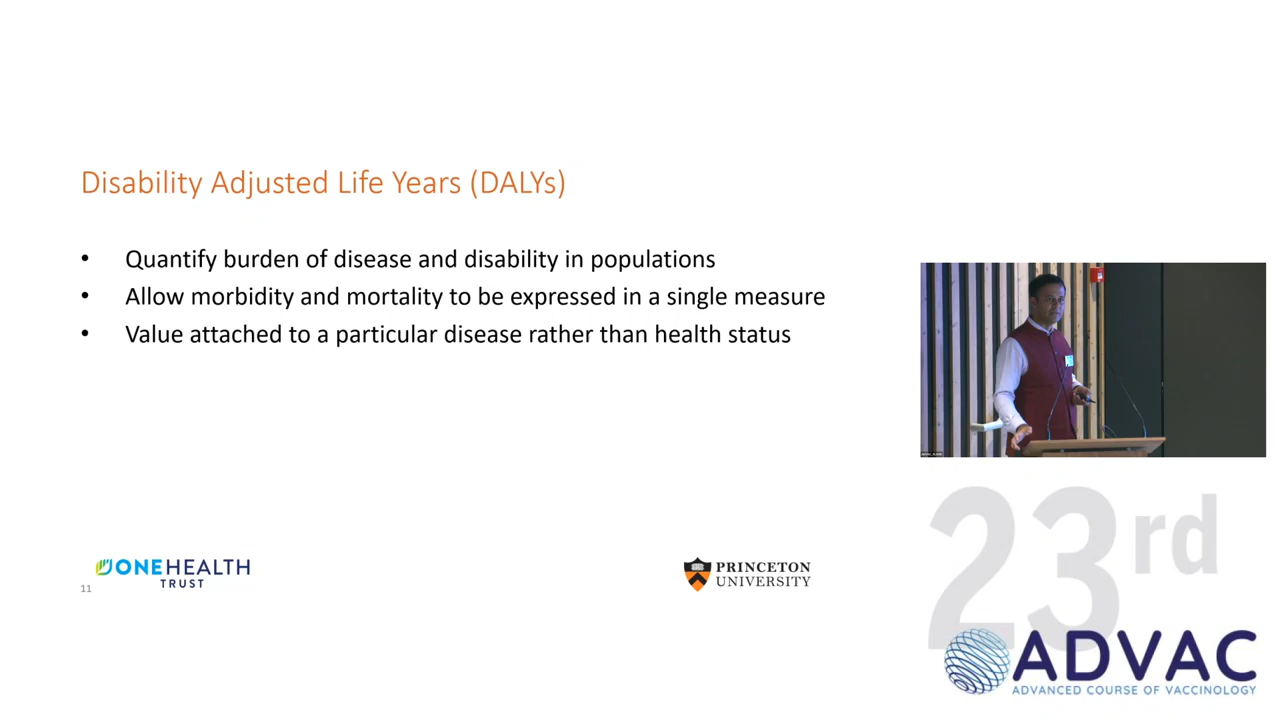 Disability Adjusted Life Years (DALYs)
• Quantify burden of disease and disability in populations
• Allow morbidity and mortality to be expressed in a single measure
• Value attached to a particular disease rather than health status
ONEHEALTH
TRUST
11
PRINCETON
UNIVERSITY
23rd
ADVAC
ADVANCED COURSE OF VACCINOLOGY